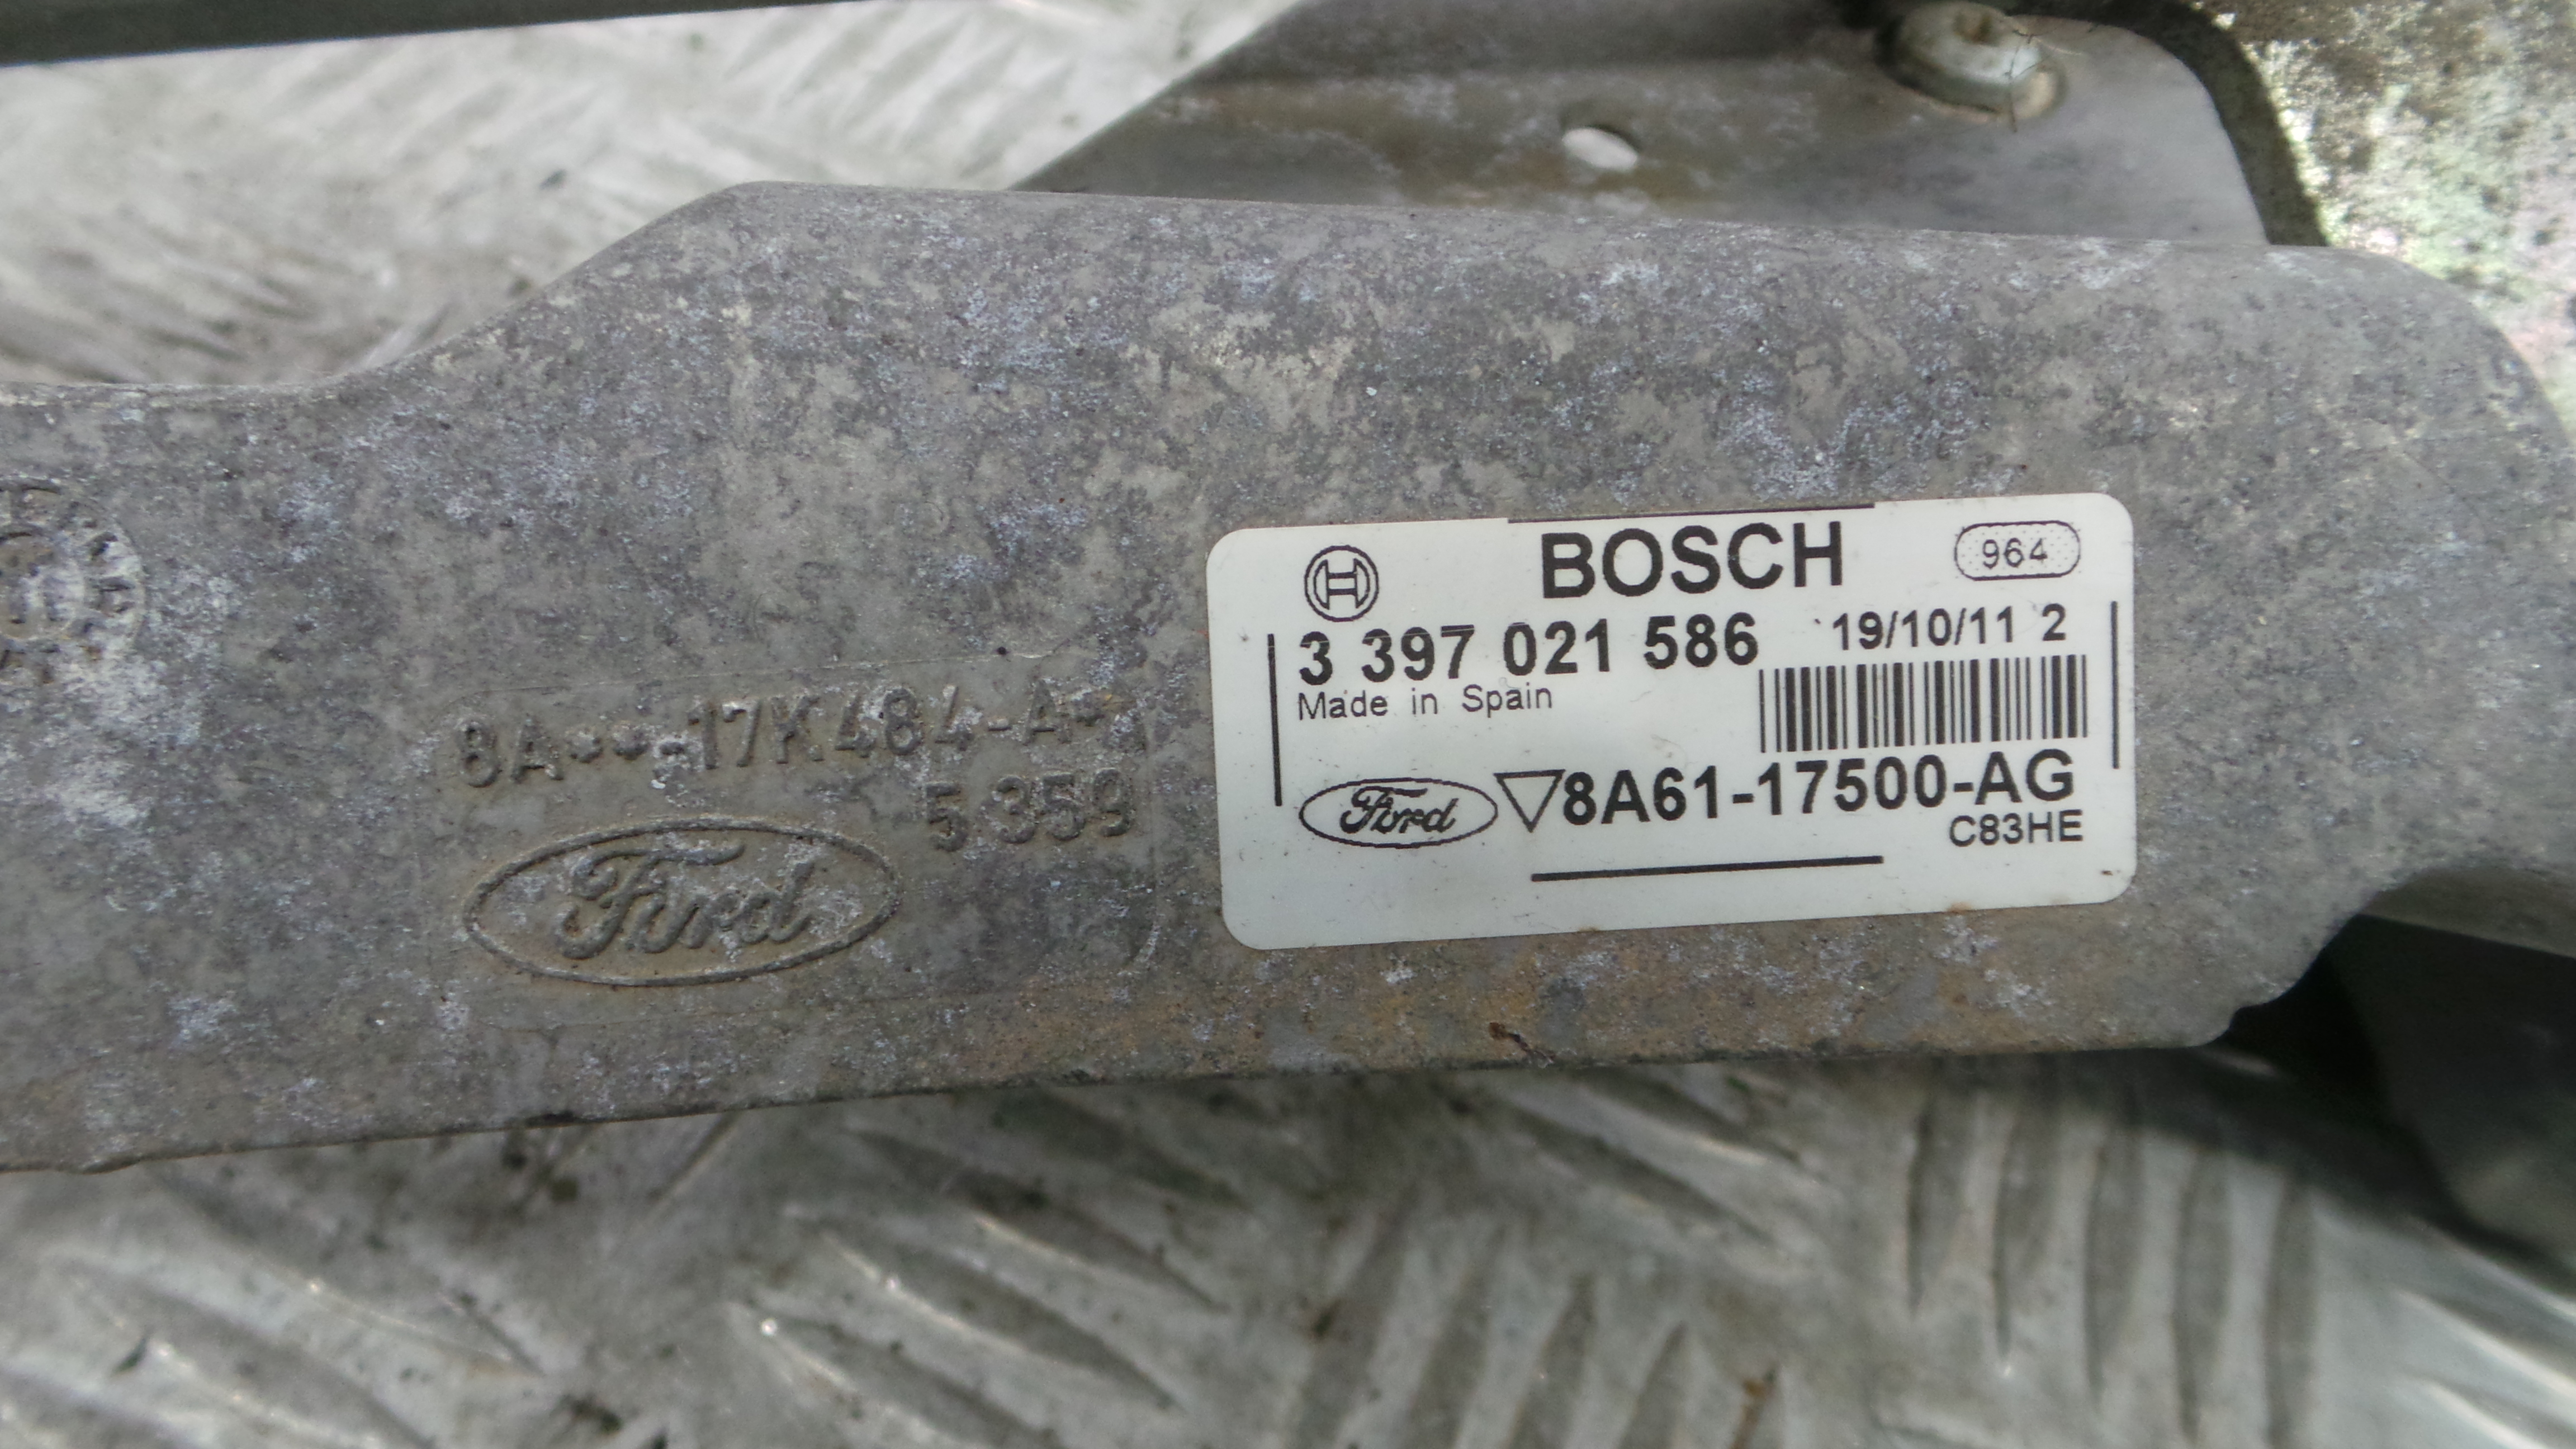 8A**-17K484-A*
5 359
Ford
BOSCH
964
3 397 021 586
19/10/11 2
Made in Spain
Ford
8A61-17500-AG
C83HE